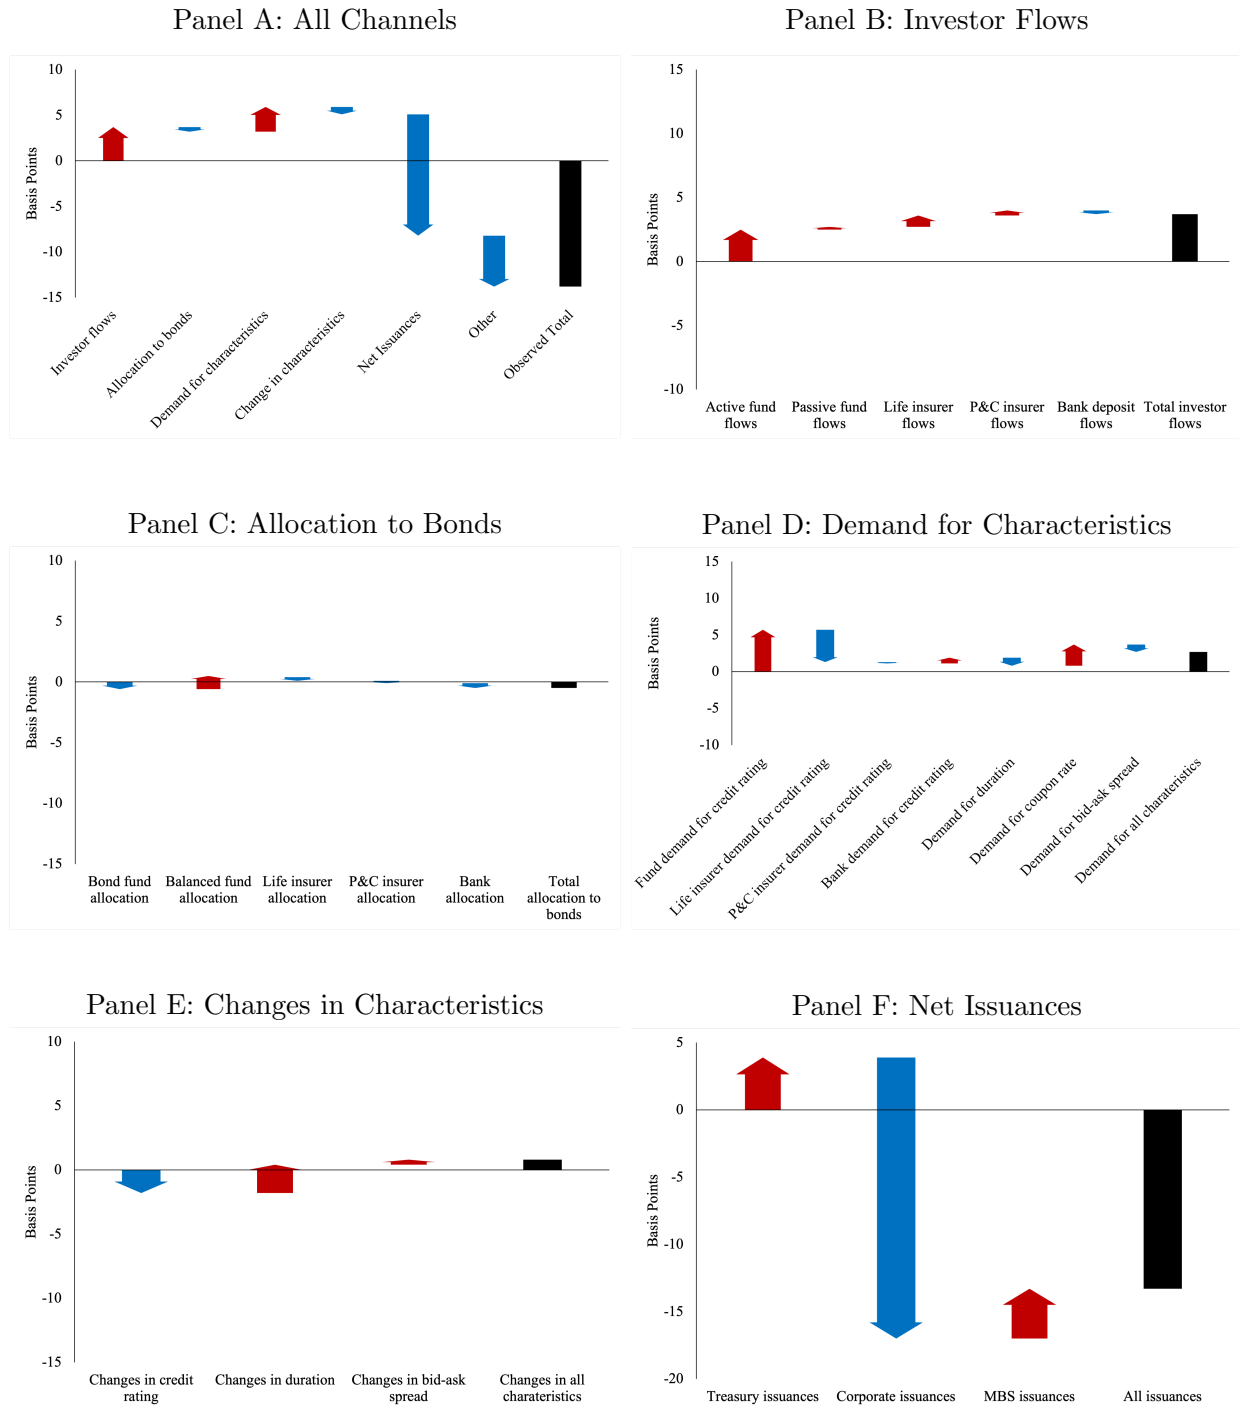 Panel A: All Channels
Basis Points
10
5
0
-5
-10
-15
Investor flows
Allocation to bonds
Demand for characteristics
Change in characteristics
Net Issuances
Other
Observed Total
Panel B: Investor Flows
Basis Points
15
10
5
0
-5
-10
Active fund
flows
Passive fund
flows
Life insurer
flows
P&C insurer
flows
Bank deposit
flows
Total investor
flows
Panel C: Allocation to Bonds
Basis Points
10
5
0
-5
-10
-15
Bond fund
allocation
Balanced fund
allocation
Life insurer
allocation
P&C insurer
allocation
Bank
allocation
Total
allocation to
bonds
Panel D: Demand for Characteristics
Basis Points
15
10
5
0
-5
-10
Fund demand for credit rating
Life insurer demand for credit rating
P&C insurer demand for credit rating
Bank demand for credit rating
Demand for duration
Demand for coupon rate
Demand for bid-ask spread
Demand for all charateristics
Panel E: Changes in Characteristics
Basis Points
10
5
0
-5
-10
-15
Changes in credit
rating
Changes in duration
Changes in bid-ask
spread
Changes in all
charateristics
Panel F: Net Issuances
Basis Points
5
0
-5
-10
-15
-20
Treasury issuances
Corporate issuances
MBS issuances
All issuances